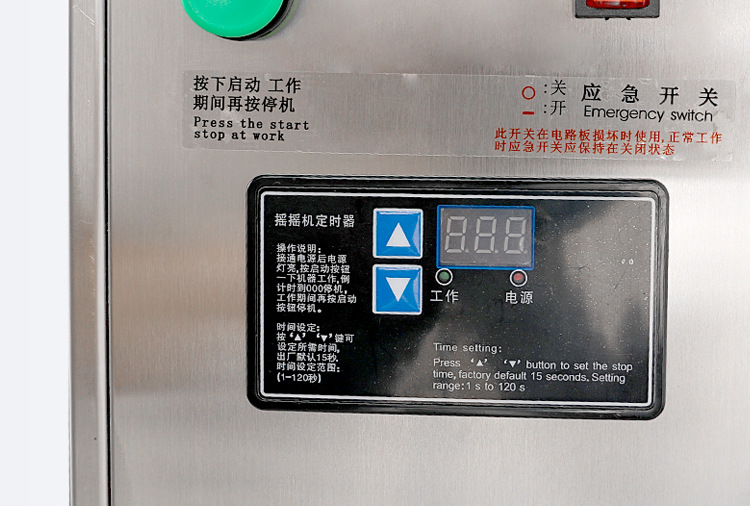 按下启动 工作
期间再按停机
Press the start
stop at work
:关
:开
应急开关
Emergency switch
此开关在电路板损坏时使用,正常工作
时应急开关应保持在关闭状态
摇摇机定时器
操作说明:
接通电源后电源
灯亮,按启动按钮
一下机器工作,倒
计时到000停机,
工作期间再按启动
按钮停机。
时间设定:
按‘▲’‘▼’键可
设定所需时间,
出厂默认15秒.
时间设定范围:
(1-120秒)
888
工作
电源
Time setting:
Press ‘▲’ ‘▼’ button to set the stop
time, factory default 15 seconds. Setting
range:1 s to 120 s